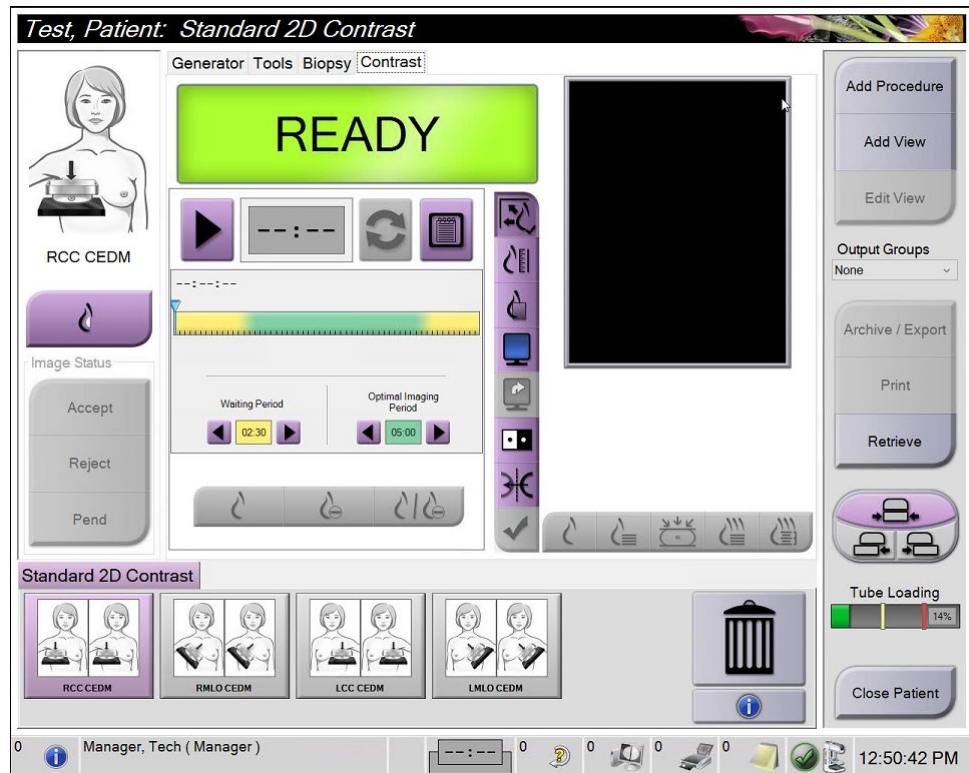 Test, Patient: Standard 2D Contrast
Generator Tools Biopsy Contrast
READY
--:--
--:--:--
Waiting Period
02:30
Optimal Imaging
Period
05:00
RCC CEDM
Image Status
Accept
Reject
Pend
Add Procedure
Add View
Edit View
Output Groups
None
Archive / Export
Print
Retrieve
Tube Loading
14%
Close Patient
Standard 2D Contrast
RCC CEDM
RMLO CEDM
LCC CEDM
LMLO CEDM
0 Manager, Tech ( Manager ) --:-- 0 0 0 0 12:50:42 PM